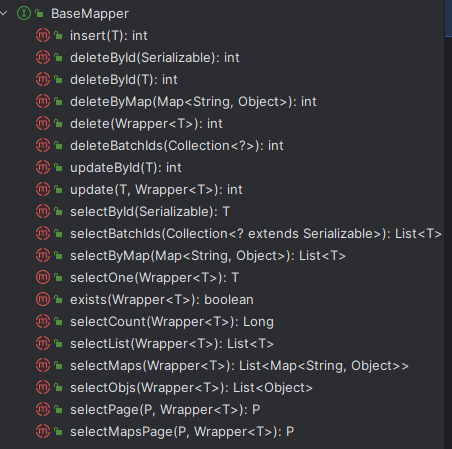 BaseMapper
insert(T): int
deleteById(Serializable): int
deleteById(T): int
deleteByMap(Map<String, Object>): int
delete(Wrapper<T>): int
deleteBatchIds(Collection<?>): int
updateById(T): int
update(T, Wrapper<T>): int
selectById(Serializable): T
selectBatchIds(Collection<? extends Serializable>): List<T>
selectByMap(Map<String, Object>): List<T>
selectOne(Wrapper<T>): T
exists(Wrapper<T>): boolean
selectCount(Wrapper<T>): Long
selectList(Wrapper<T>): List<T>
selectMaps(Wrapper<T>): List<Map<String, Object>>
selectObjs(Wrapper<T>): List<Object>
selectPage(P, Wrapper<T>): P
selectMapsPage(P, Wrapper<T>): P